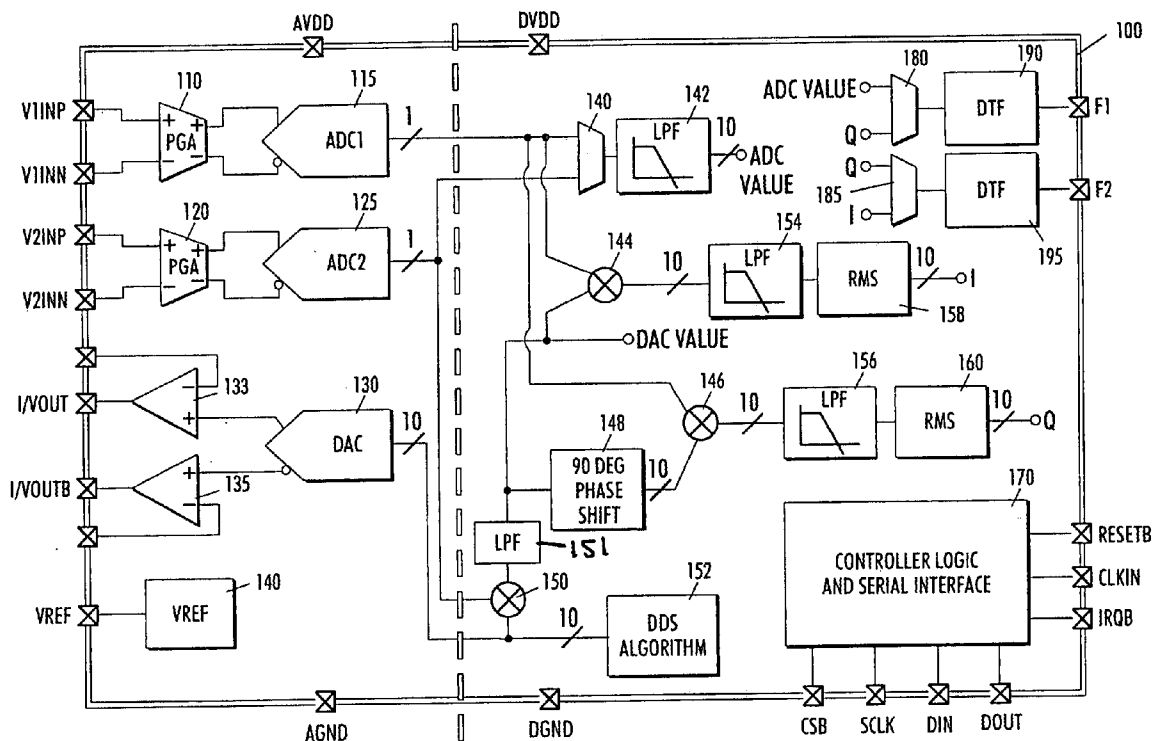 AVDD
DVDD
100
110
115
140
142
180
190
V1INP
+
+
PGA
-
-
ADC1
1
LPF
10
ADC VALUE
ADC VALUE
Q
DTF
F1
V1INN
120
125
Q
185
I
DTF
195
F2
V2INP
+
+
PGA
-
-
ADC2
1
144
154
10
LPF
RMS
158
10
I
V2INN
DAC VALUE
133
130
146
156
160
I/VOUT
-
+
DAC
10
148
10
LPF
RMS
10
Q
90 DEG PHASE SHIFT
10
170
I/VOUTB
+
-
135
LPF
151
CONTROLLER LOGIC AND SERIAL INTERFACE
RESETB
CLKIN
IRQB
140
VREF
VREF
150
152
10
DDS ALGORITHM
AGND
DGND
CSB
SCLK
DIN
DOUT